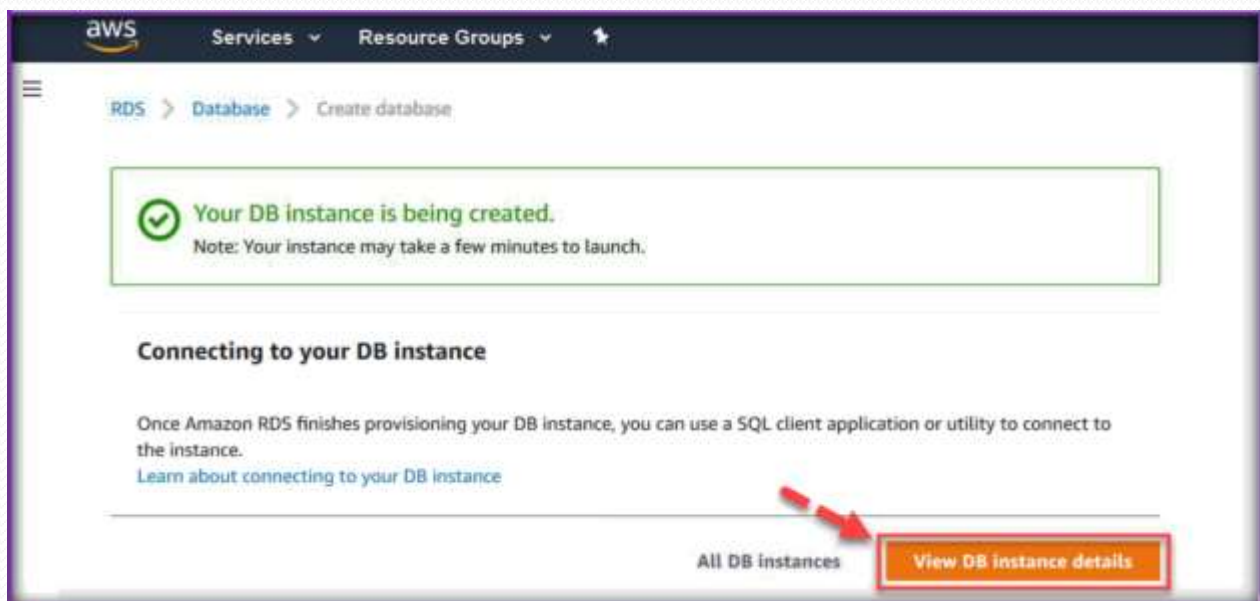 aws Services Resource Groups
RDS > Database > Create database
Your DB instance is being created.
Note: Your instance may take a few minutes to launch.
Connecting to your DB instance
Once Amazon RDS finishes provisioning your DB instance, you can use a SQL client application or utility to connect to
the instance.
Learn about connecting to your DB instance
All DB instances View DB instance details